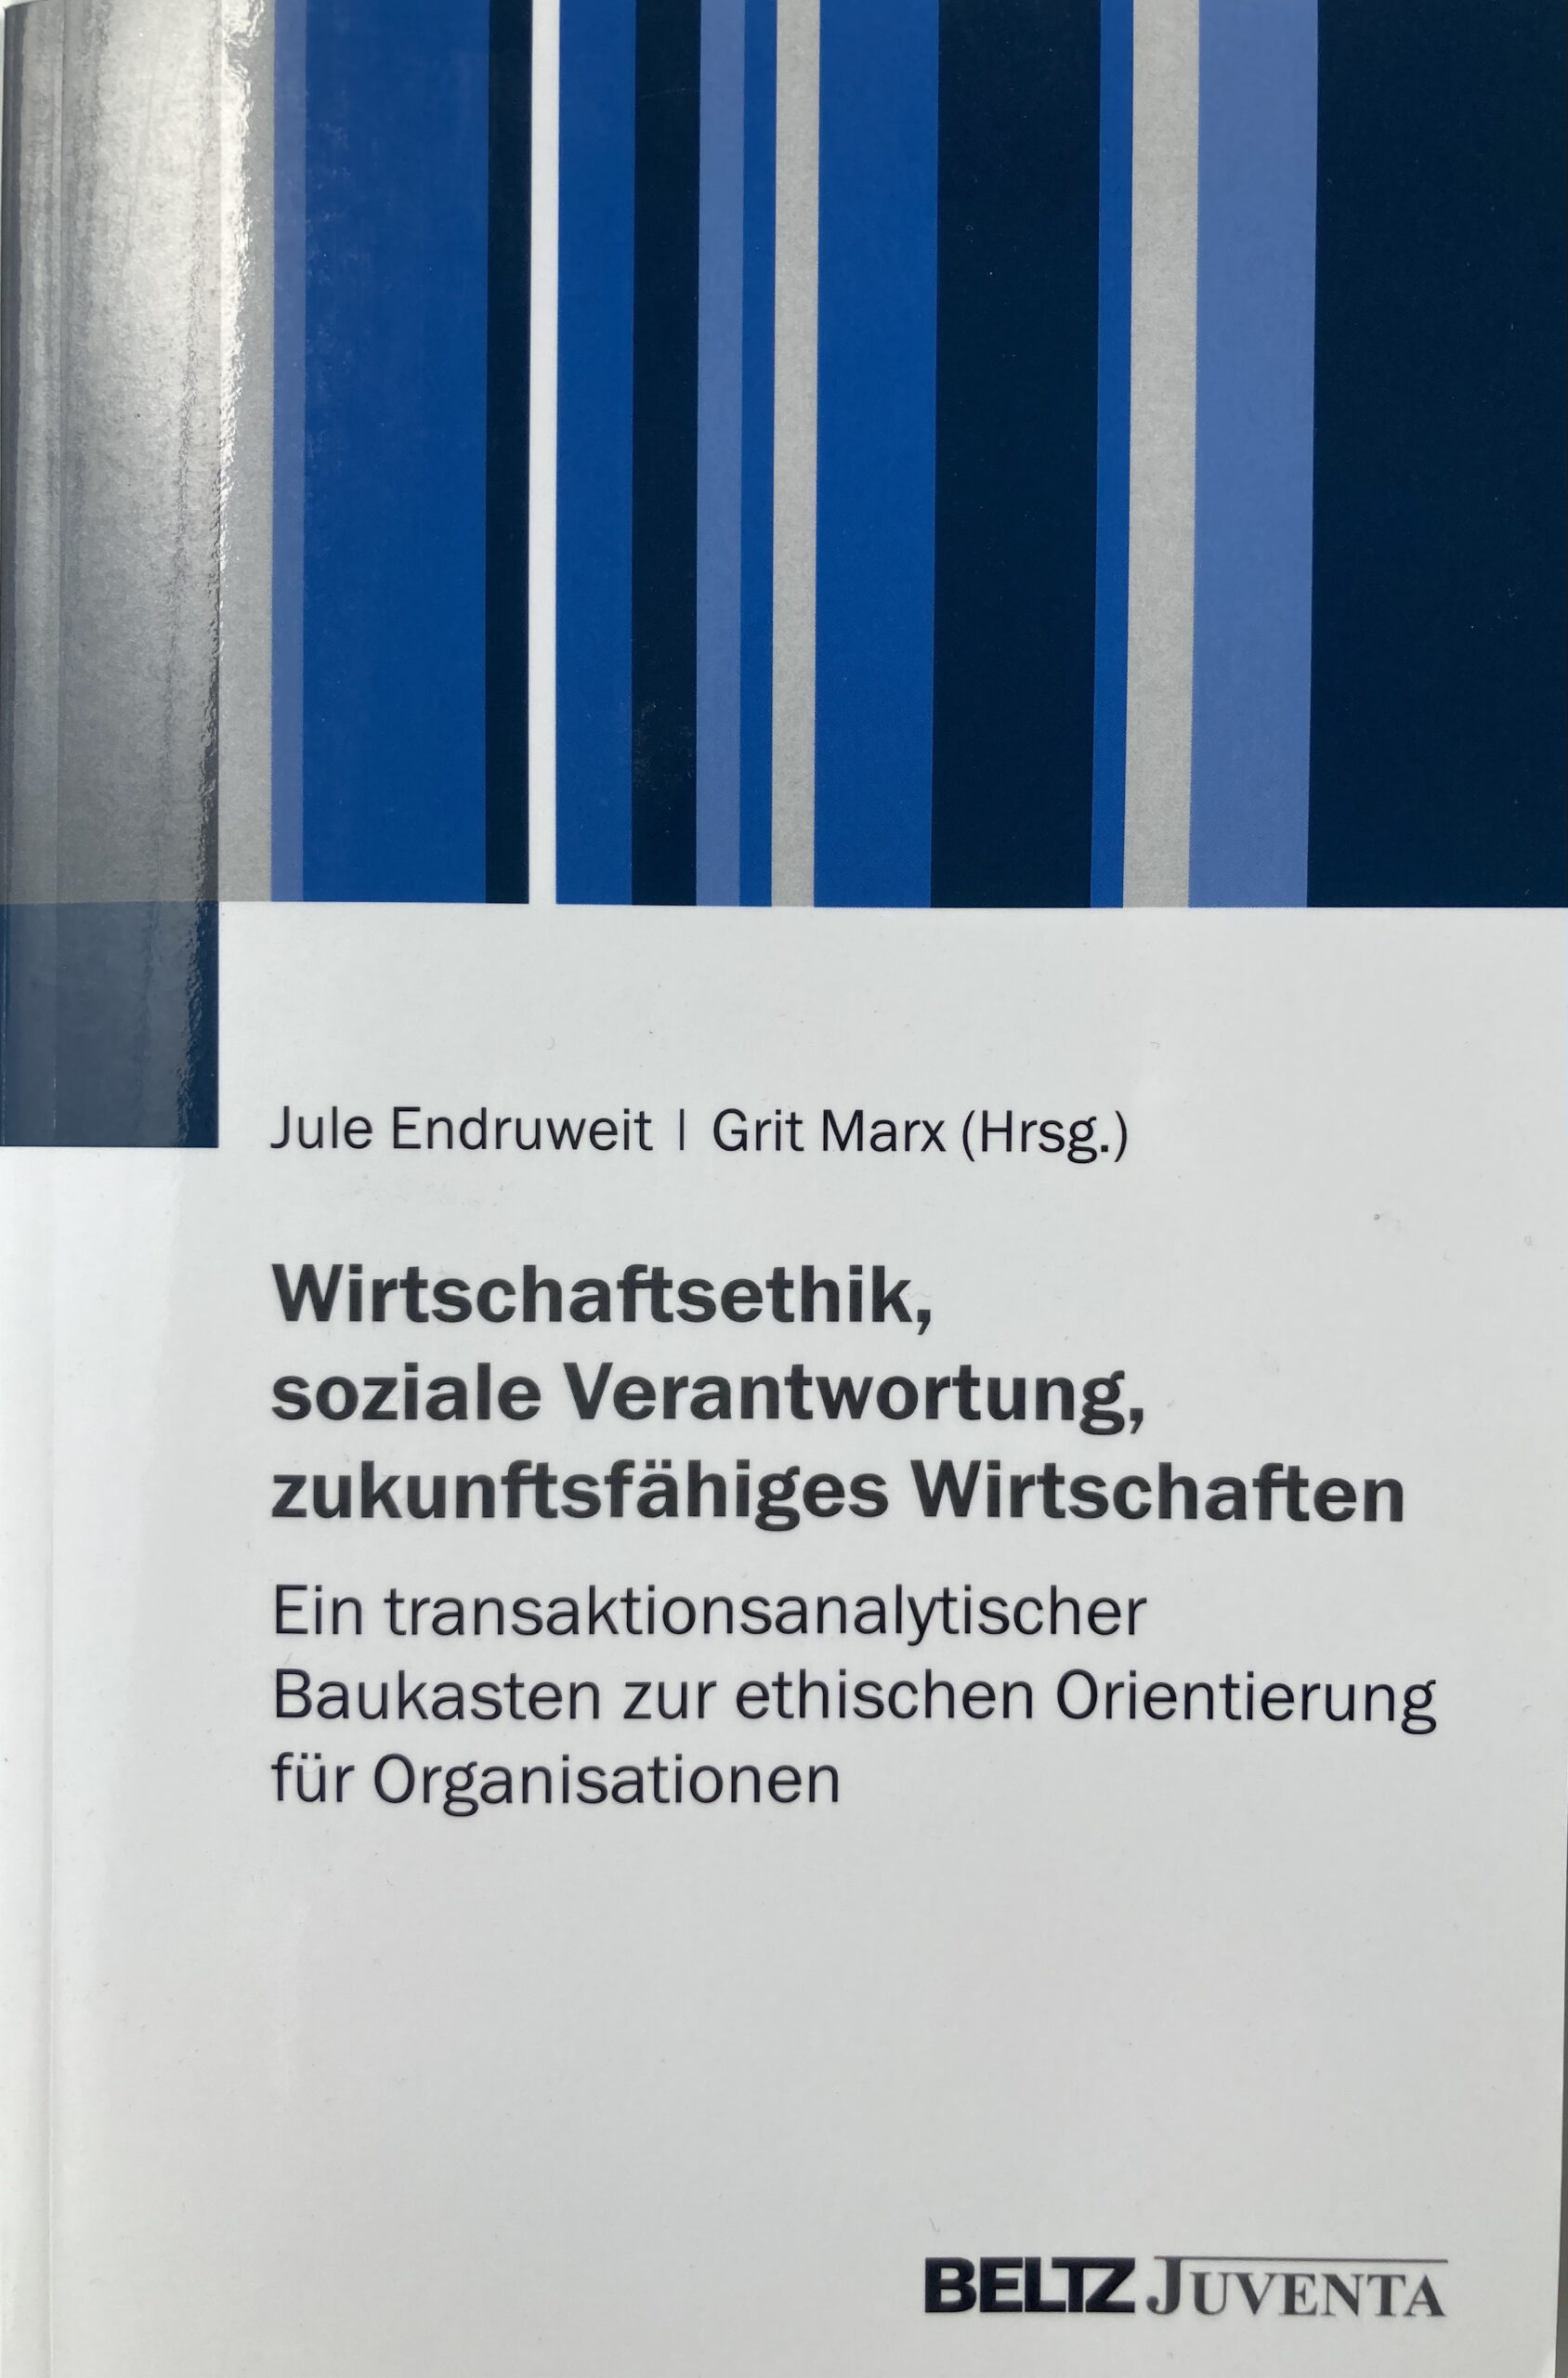 Jule Endruweit | Grit Marx (Hrsg.)
Wirtschaftsethik,
soziale Verantwortung,
zukunftsfähiges Wirtschaften
Ein transaktionsanalytischer
Baukasten zur ethischen Orientierung
für Organisationen
BELTZ JUVENTA